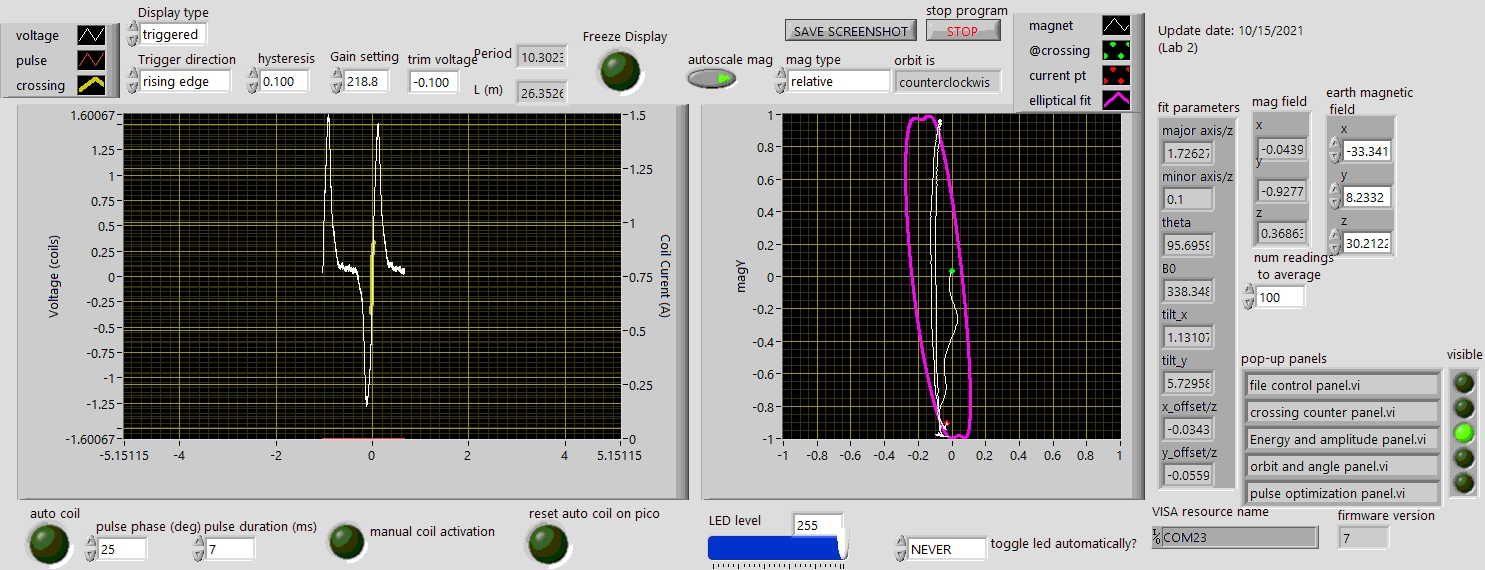 voltage
pulse
crossing
Display type
triggered
Trigger direction
rising edge
hysteresis
0.100
Gain setting
218.8
trim voltage
-0.100
Period
10.3023
L (m)
26.3526
Freeze Display
autoscale mag
SAVE SCREENSHOT
stop program
STOP
mag type
relative
orbit is
counterclockwis
magnet
@crossing
current pt
elliptical fit
Update date: 10/15/2021
(Lab 2)
Voltage (coils)
1.60067
1.25
1
0.75
0.5
0.25
0
-0.25
-0.5
-0.75
-1
-1.25
-1.60067
-5.15115
-4
-2
0
2
4
5.15115
1.5
1.25
1
0.75
0.5
0.25
0
Coil Current (A)
magY
1
0.8
0.6
0.4
0.2
0
-0.2
-0.4
-0.6
-0.8
-1
-1
-0.8
-0.6
-0.4
-0.2
0
0.2
0.4
0.6
0.8
1
fit parameters
major axis/z
1.72627
minor axis/z
0.1
theta
95.6959
B0
338.348
tilt_x
1.13107
tilt_y
5.72958
x_offset/z
-0.0343
y_offset/z
-0.0559
mag field
x
-0.0439
y
-0.9277
z
0.3686
earth magnetic
field
x
-33.341
y
8.2332
z
30.2122
num readings
to average
100
pop-up panels
visible
file control panel.vi
crossing counter panel.vi
Energy and amplitude panel.vi
orbit and angle panel.vi
pulse optimization panel.vi
auto coil
pulse phase (deg)
25
pulse duration (ms)
7
manual coil activation
reset auto coil on pico
LED level
255
NEVER
toggle led automatically?
VISA resource name
COM23
firmware version
7